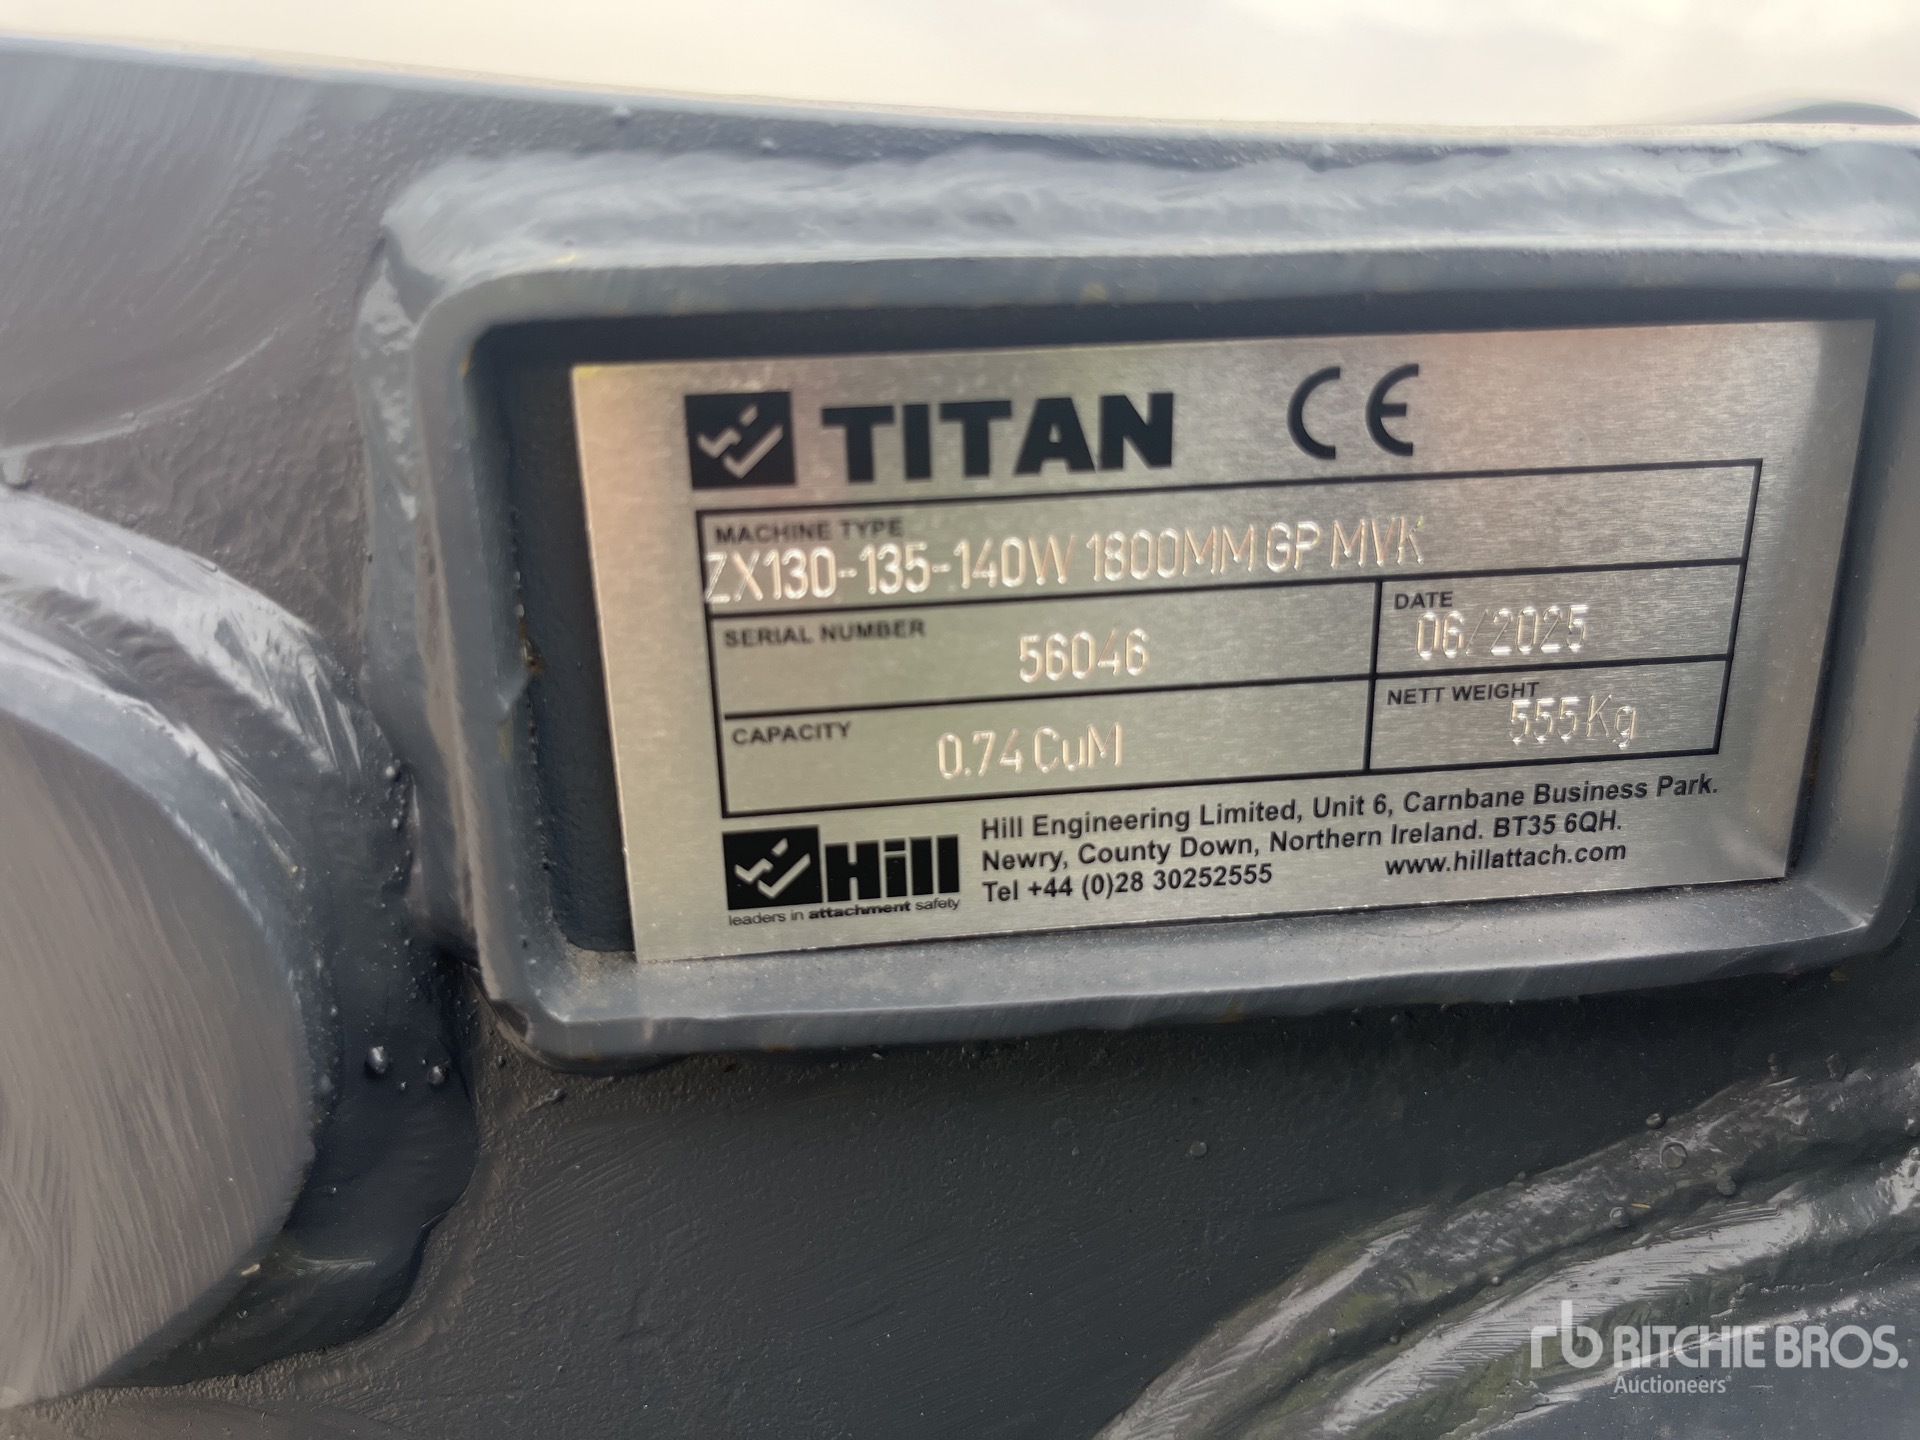 TITAN CE
MACHINE TYPE
ZX130-135-140W 1800MM GP MVK
SERIAL NUMBER
56046
DATE
06/2025
CAPACITY
0.74 CuM
NETT WEIGHT
555Kg
Hill
leaders in attachment safety
Hill Engineering Limited, Unit 6, Carnbane Business Park.
Newry, County Down, Northern Ireland. BT35 6QH.
Tel +44 (0)28 30252555 www.hillattach.com
rb RITCHIE BROS.
Auctioneers